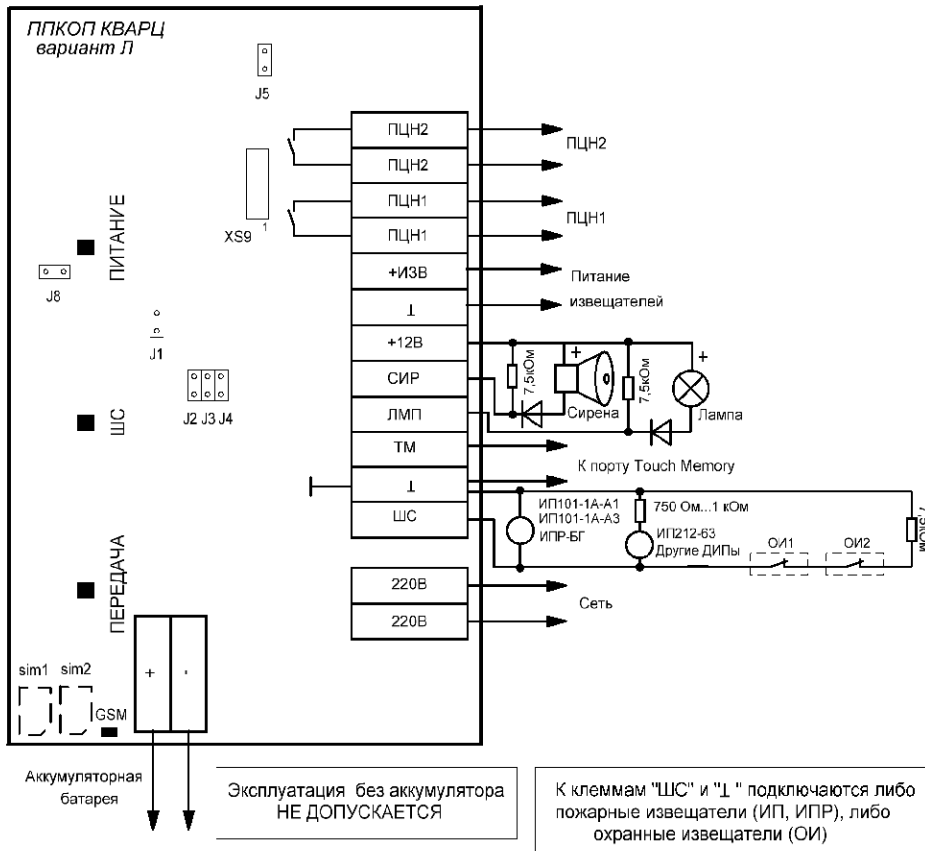 ППКОП КВАРЦ
вариант Л
J5
ПЦН2
ПЦН2
ПЦН2
ПЦН1
ПЦН1
ПЦН1
XS9
1
ПИТАНИЕ
J8
+ИЗВ
Питание
извещателей
⊥
J1
+12В
7,5кОм
+
Сирена
7,5кОм
+
Лампа
СИР
J2 J3 J4
ЛМП
ШС
ТМ
К порту Touch Memory
⊥
ШС
ИП101-1А-А1
ИП101-1А-А3
ИПР-БГ
750 Ом...1 кОм
ИП212-63
Другие ДИПы
ОИ1
ОИ2
7,5кОм
220В
220В
Сеть
ПЕРЕДАЧА
sim1
sim2
GSM
+
-
Аккумуляторная
батарея
Эксплуатация без аккумулятора
НЕ ДОПУСКАЕТСЯ
К клеммам "ШС" и "⊥ " подключаются либо
пожарные извещатели (ИП, ИПР), либо
охранные извещатели (ОИ)